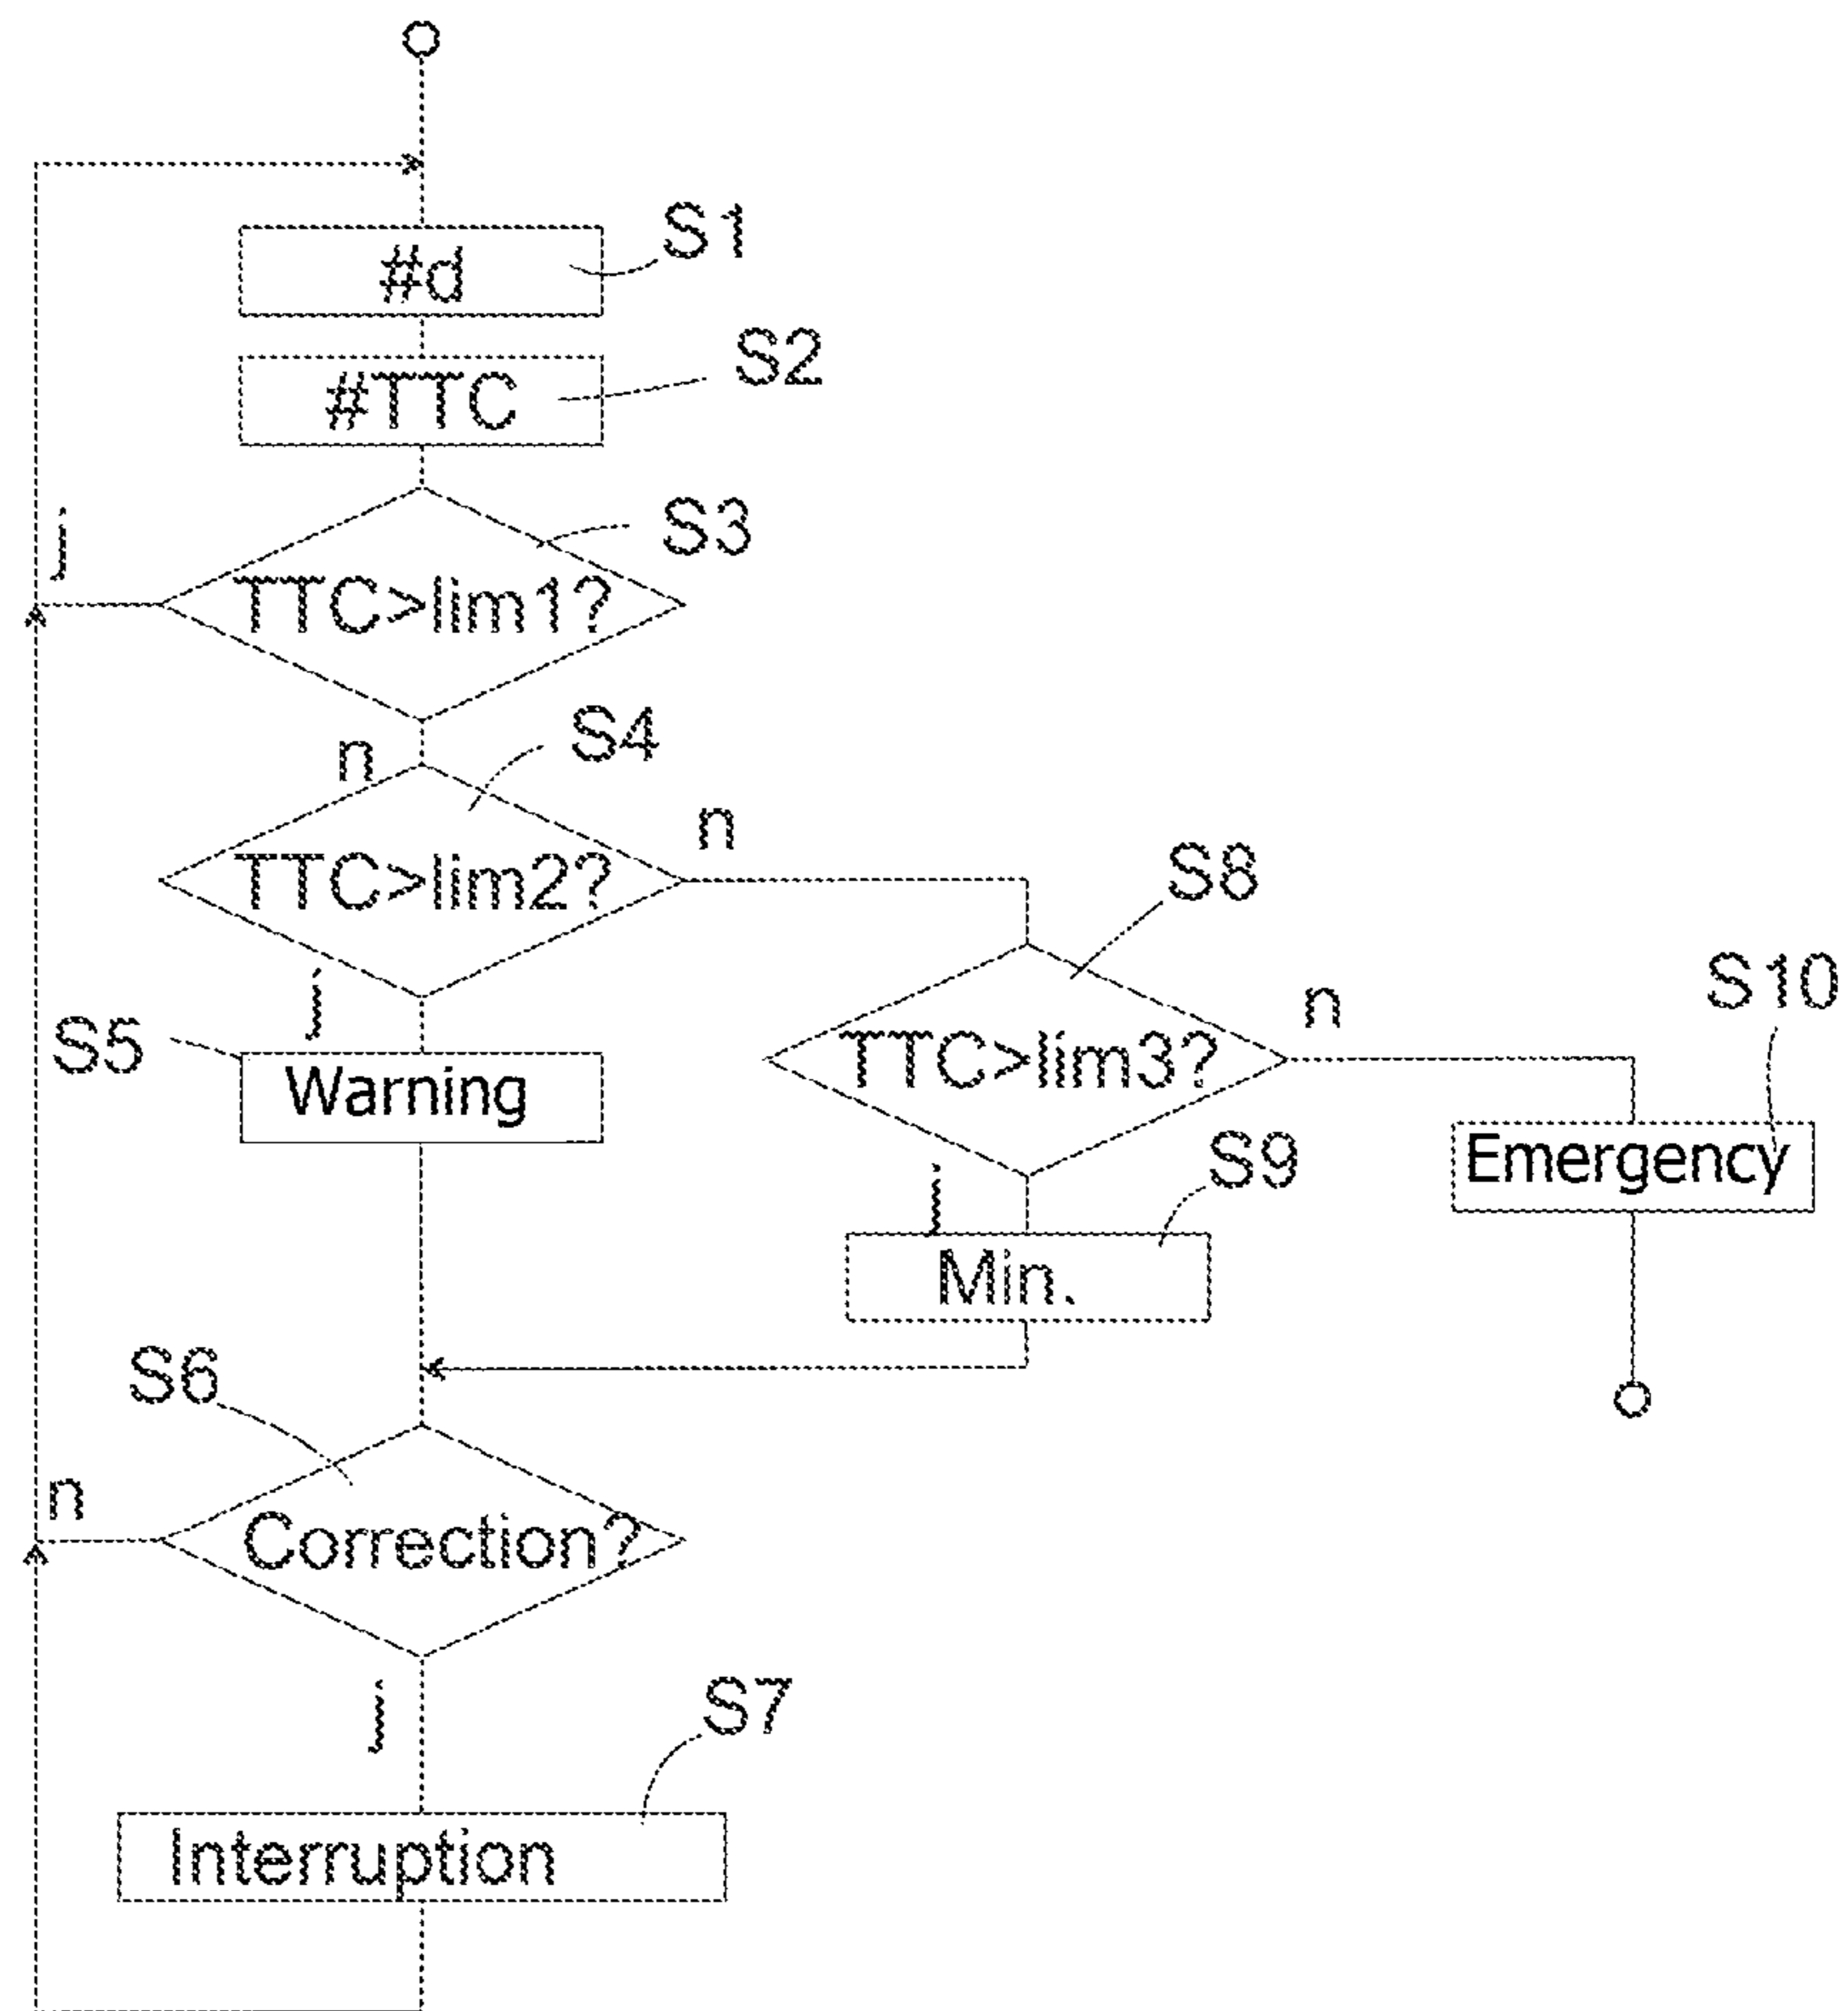 S1
#d
S2
#TTC
j
S3
TTC>lim1?
n
S4
TTC>lim2?
n
j
S8
TTC>lim3?
n
S10
S5
Warning
Emergency
j
S9
Min.
S6
n
Correction?
j
S7
Interruption